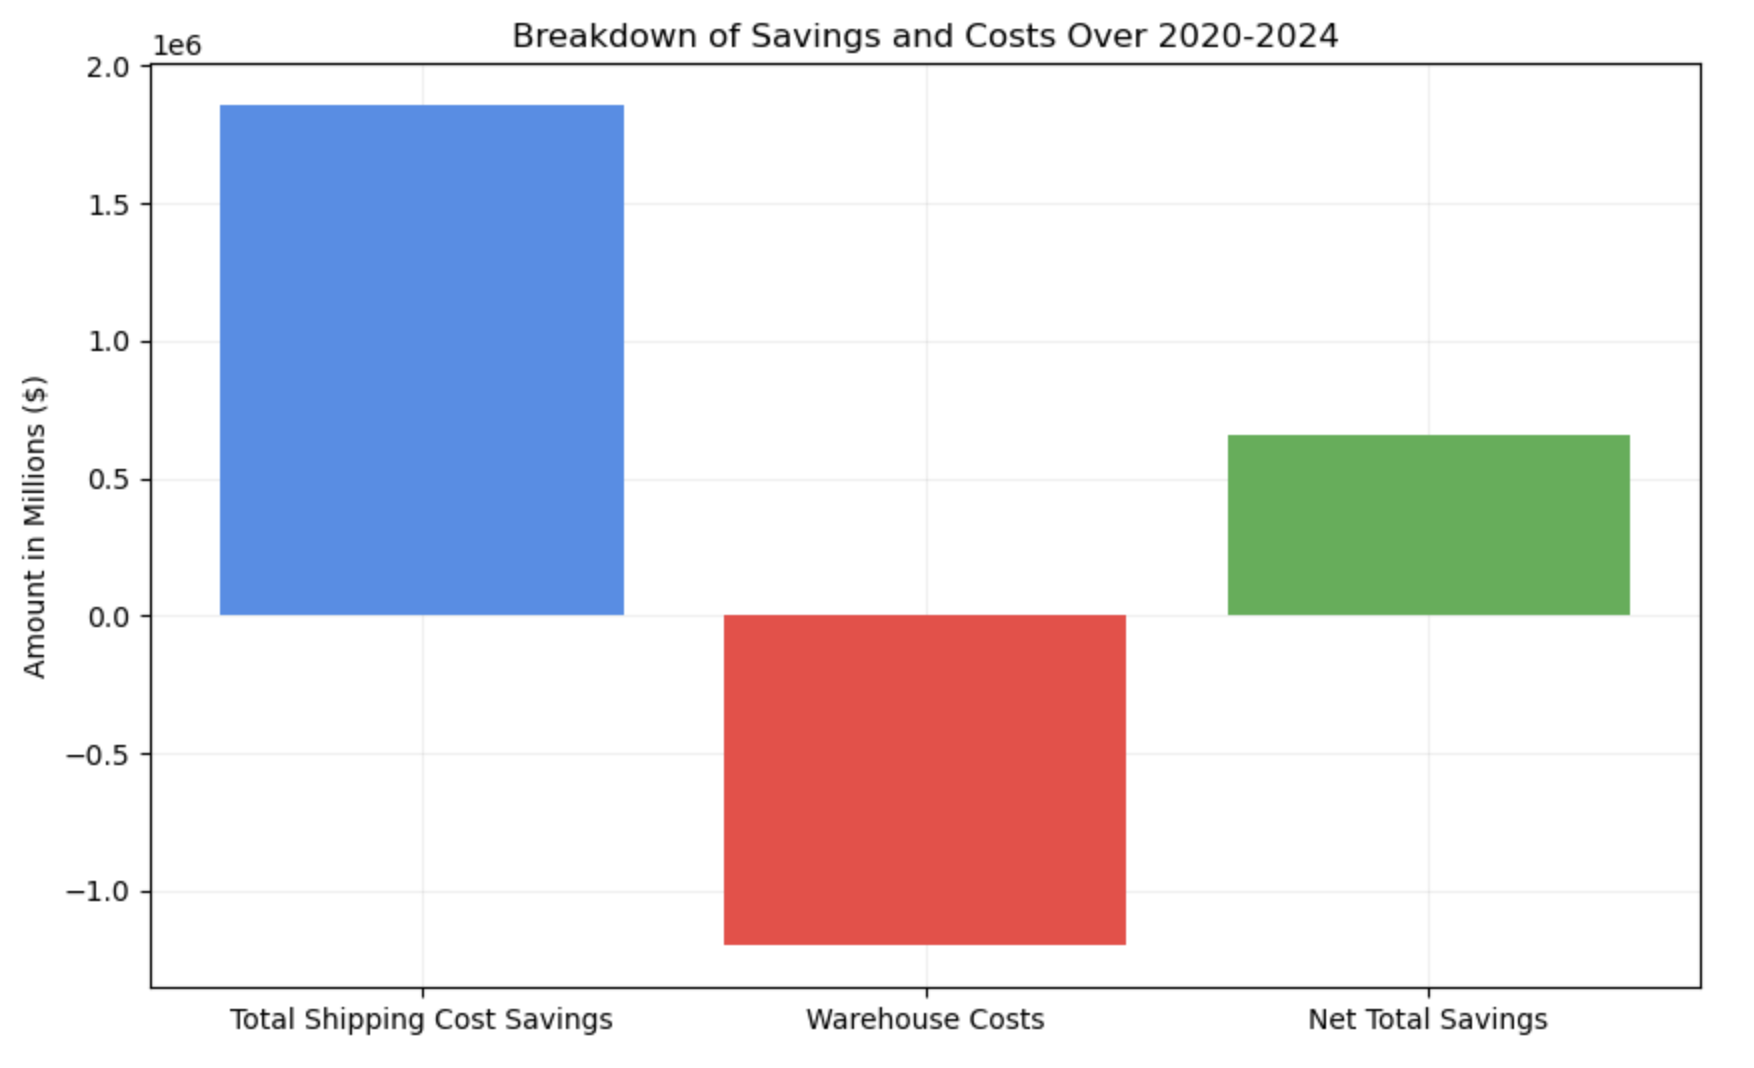 Breakdown of Savings and Costs Over 2020-2024
1e6
2.0
1.5
1.0
0.5
0.0
−0.5
−1.0
Amount in Millions ($)
Total Shipping Cost Savings
Warehouse Costs
Net Total Savings